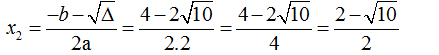 x₂ = (-b - √Δ)/2a = (4 - 2√10)/2.2 = (4 - 2√10)/4 = (2 - √10)/2